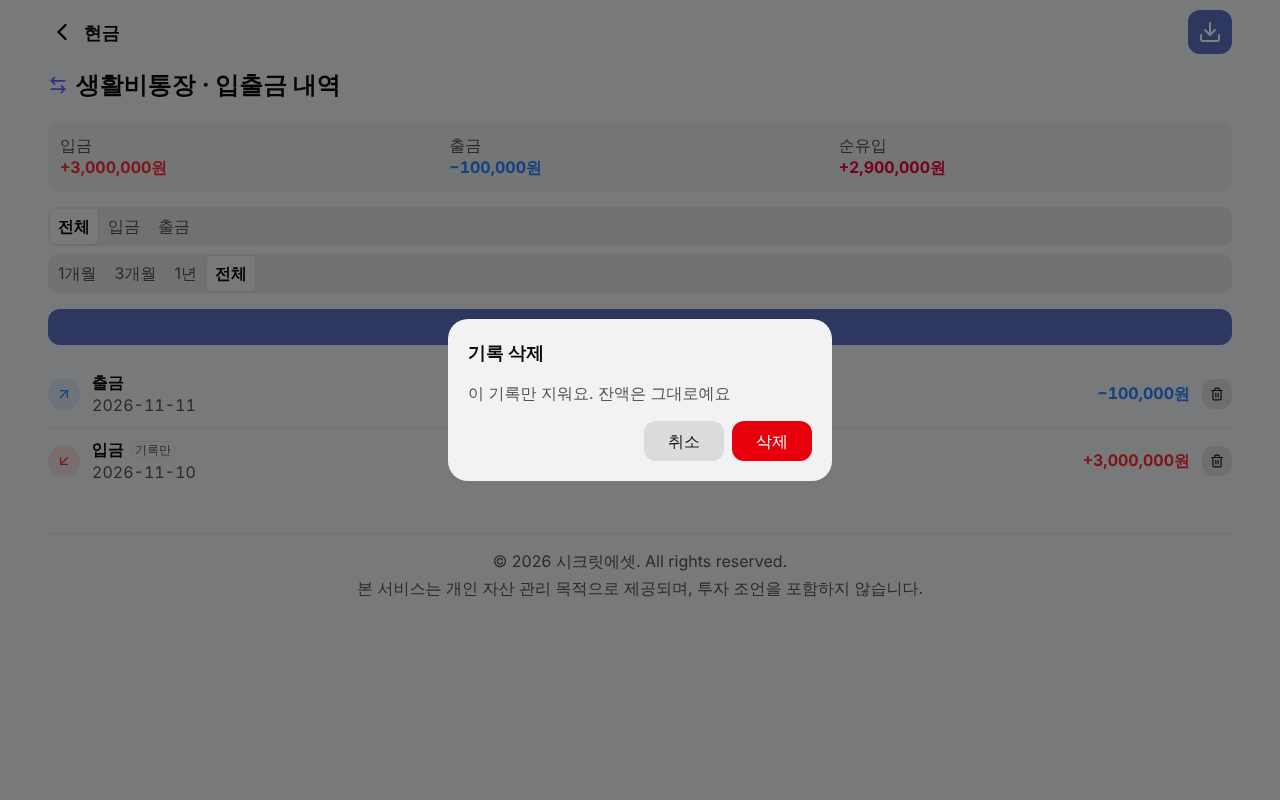 현금
생활비통장 · 입출금 내역
입금 출금 순유입
+3,000,000원 −100,000원 +2,900,000원
전체 입금 출금
1개월 3개월 1년 전체
기록 삭제
이 기록만 지워요. 잔액은 그대로예요
취소 삭제
출금
2026-11-11
−100,000원
입금 기록만
2026-11-10
+3,000,000원
© 2026 시크릿에셋. All rights reserved.
본 서비스는 개인 자산 관리 목적으로 제공되며, 투자 조언을 포함하지 않습니다.